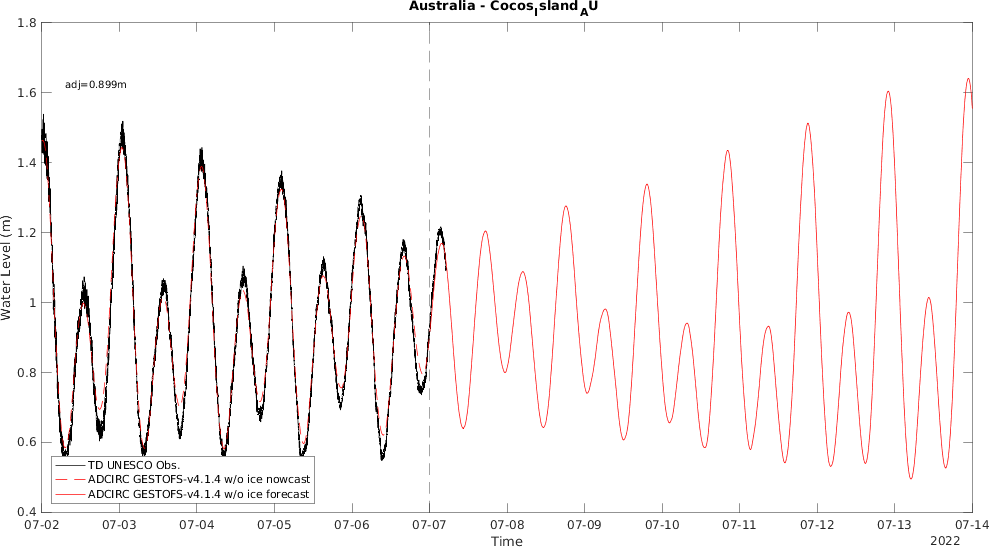 Australia - Cocos_Island_AU
1.8
adj=0.899m
1.6
1.4
1.2
1
0.8
0.6
0.4
Water Level (m)
TD UNESCO Obs.
ADCIRC GESTOFS-v4.1.4 w/o ice nowcast
ADCIRC GESTOFS-v4.1.4 w/o ice forecast
07-02 07-03 07-04 07-05 07-06 07-07 07-08 07-09 07-10 07-11 07-12 07-13 07-14
Time
2022